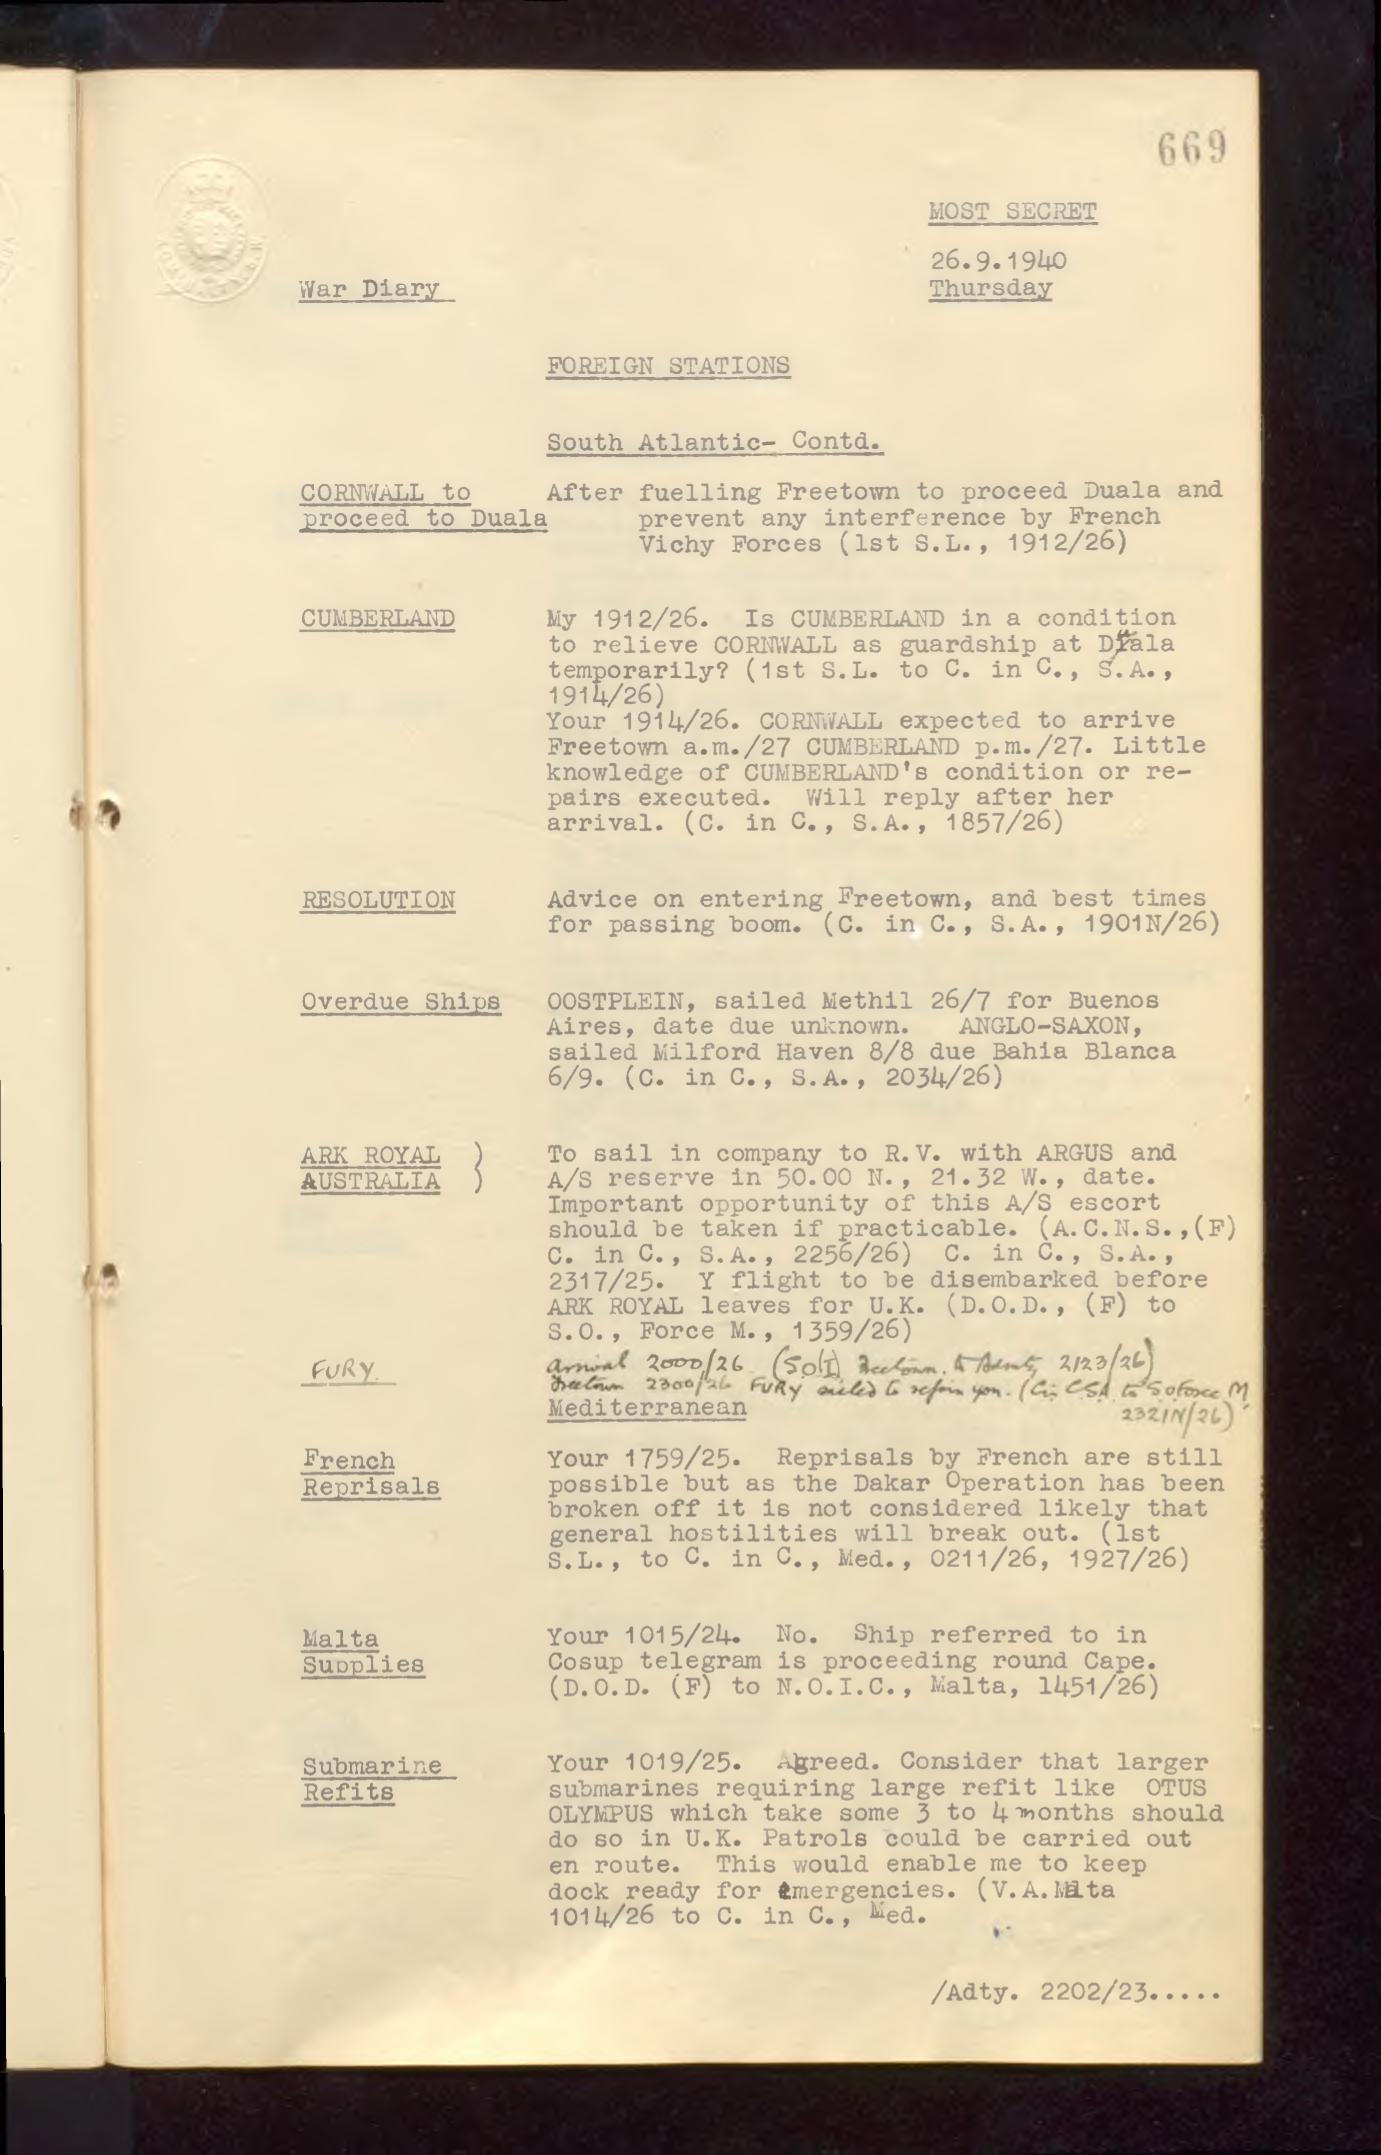 669
MOST SECRET
26.9.1940
War Diary Thursday
FOREIGN STATIONS
South Atlantic- Contd.
CORNWALL to After fuelling Freetown to proceed Duala and
proceed to Duala prevent any interference by French
Vichy Forces (1st S.L., 1912/26)
CUMBERLAND My 1912/26. Is CUMBERLAND in a condition
to relieve CORNWALL as guardship at Duala
temporarily? (1st S.L. to C. in C., S.A.,
1914/26)
Your 1914/26. CORNWALL expected to arrive
Freetown a.m./27 CUMBERLAND p.m./27. Little
knowledge of CUMBERLAND's condition or re-
pairs executed. Will reply after her
arrival. (C. in C., S.A., 1857/26)
RESOLUTION Advice on entering Freetown, and best times
for passing boom. (C. in C., S.A., 1901N/26)
Overdue Ships OOSTPLEIN, sailed Methil 26/7 for Buenos
Aires, date due unknown. ANGLO-SAXON,
sailed Milford Haven 8/8 due Bahia Blanca
6/9. (C. in C., S.A., 2034/26)
ARK ROYAL ) To sail in company to R.V. with ARGUS and
AUSTRALIA ) A/S reserve in 50.00 N., 21.32 W., date.
Important opportunity of this A/S escort
should be taken if practicable. (A.C.N.S.,(F)
C. in C., S.A., 2256/26) C. in C., S.A.,
2317/25. Y flight to be disembarked before
ARK ROYAL leaves for U.K. (D.O.D., (F) to
S.O., Force M., 1359/26)
FURY. Arrival 2000/26 (SO(I) Freetown. to Admty 2123/26)
Freetown 2300/26 FURY sailed to rejoin you. (C in C SA to SO Force M
Mediterranean 2321N/26)
French Your 1759/25. Reprisals by French are still
Reprisals possible but as the Dakar Operation has been
broken off it is not considered likely that
general hostilities will break out. (1st
S.L., to C. in C., Med., 0211/26, 1927/26)
Malta Your 1015/24. No. Ship referred to in
Supplies Cosup telegram is proceeding round Cape.
(D.O.D. (F) to N.O.I.C., Malta, 1451/26)
Submarine Your 1019/25. Agreed. Consider that larger
Refits submarines requiring large refit like OTUS
OLYMPUS which take some 3 to 4 months should
do so in U.K. Patrols could be carried out
en route. This would enable me to keep
dock ready for emergencies. (V.A.Malta
1014/26 to C. in C., Med.
/Adty. 2202/23.....